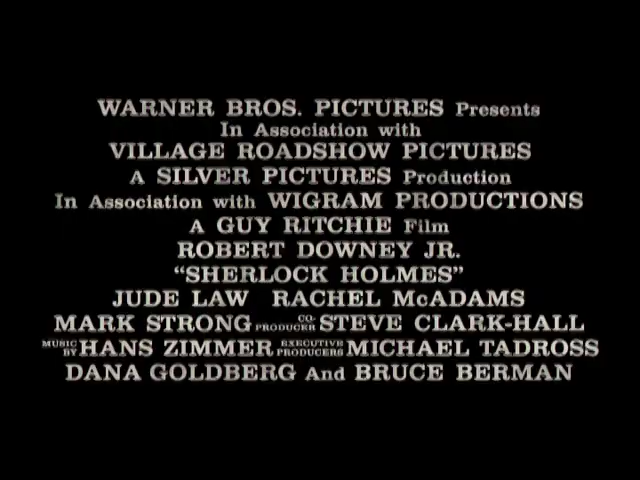 WARNER BROS. PICTURES Presents
In Association with
VILLAGE ROADSHOW PICTURES
A SILVER PICTURES Production
In Association with WIGRAM PRODUCTIONS
A GUY RITCHIE Film
ROBERT DOWNEY JR.
“SHERLOCK HOLMES”
JUDE LAW RACHEL McADAMS
MARK STRONG CO-PRODUCER STEVE CLARK-HALL
MUSIC BY HANS ZIMMER EXECUTIVE PRODUCERS MICHAEL TADROSS
DANA GOLDBERG And BRUCE BERMAN